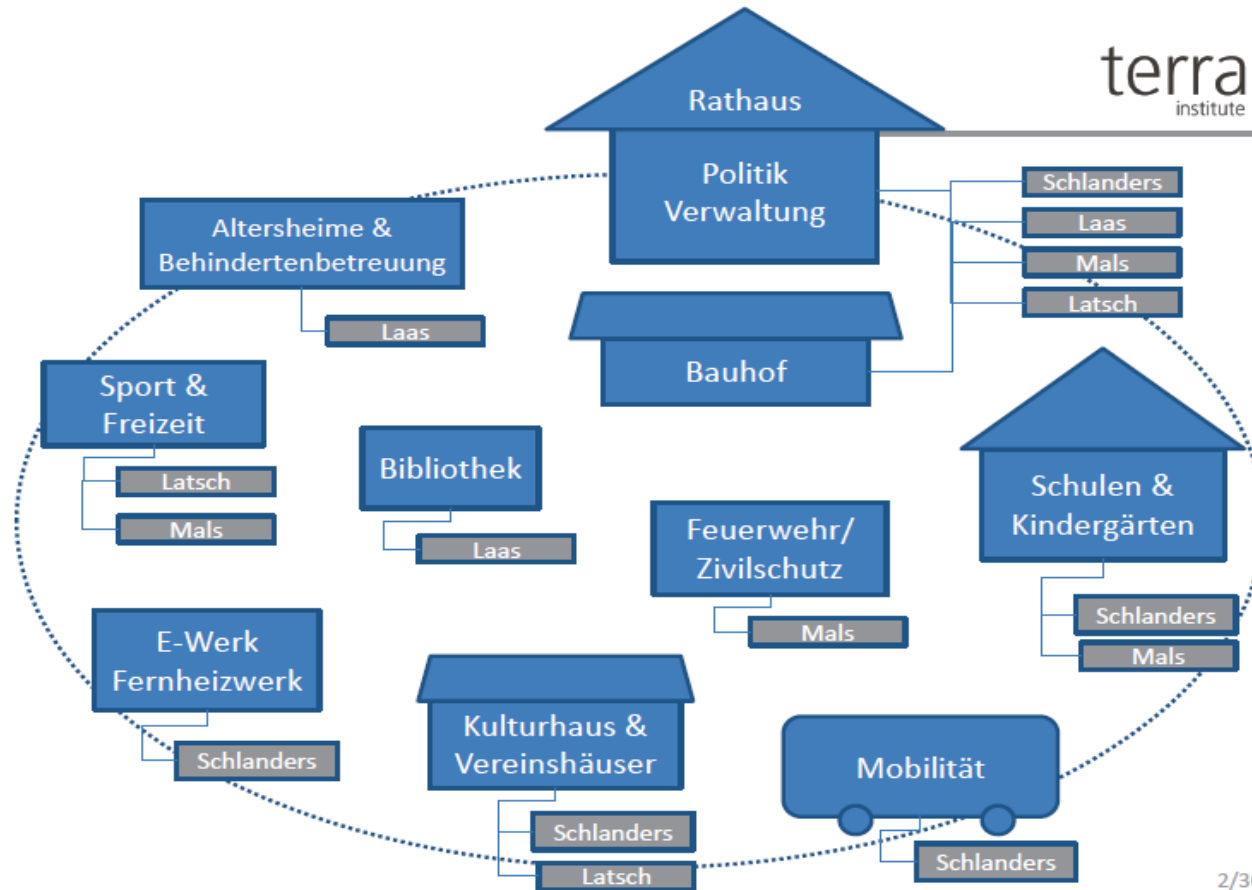 terra
institute
Rathaus
Politik
Verwaltung
Schlanders
Laas
Mals
Latsch
Altersheime &
Behindertenbetreuung
Laas
Bauhof
Sport &
Freizeit
Latsch
Mals
Bibliothek
Laas
Feuerwehr/
Zivilschutz
Mals
Schulen &
Kindergärten
Schlanders
Mals
E-Werk
Fernheizwerk
Schlanders
Kulturhaus &
Vereinshäuser
Schlanders
Latsch
Mobilität
Schlanders